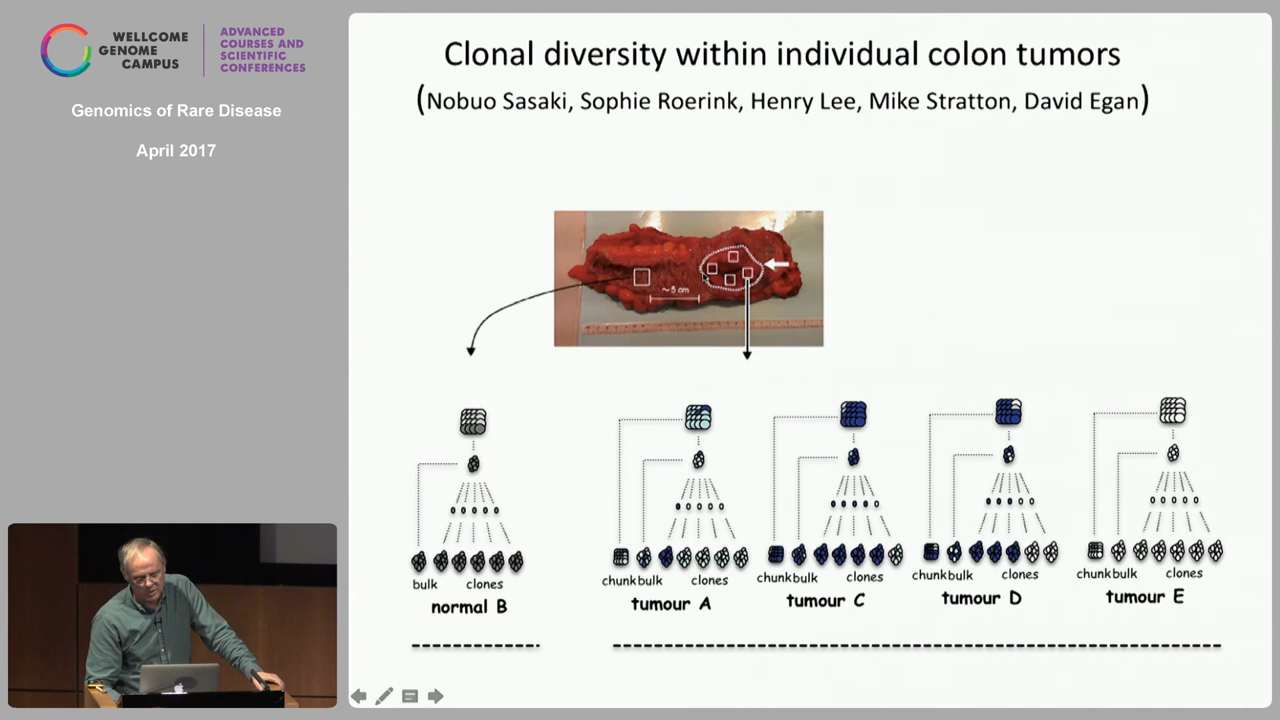 WELLCOME
GENOME
CAMPUS
ADVANCED
COURSES AND
SCIENTIFIC
CONFERENCES
Genomics of Rare Disease
April 2017
Clonal diversity within individual colon tumors
(Nobuo Sasaki, Sophie Roerink, Henry Lee, Mike Stratton, David Egan)
~5 cm
bulk clones
normal B
chunk bulk clones
tumour A
chunk bulk clones
tumour C
chunk bulk clones
tumour D
chunk bulk clones
tumour E